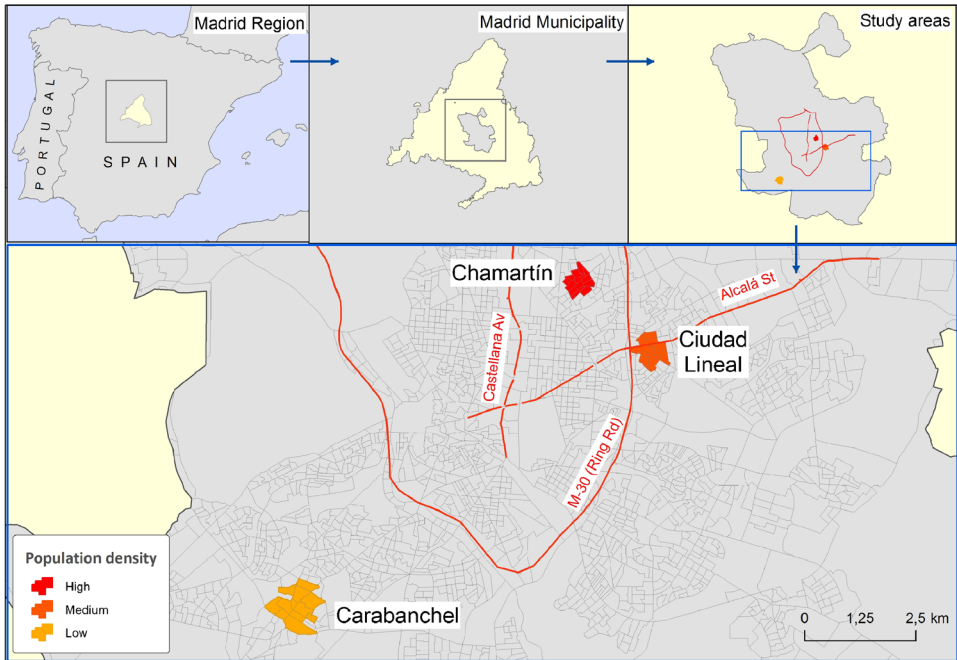 Madrid Region
Madrid Municipality
Study areas
PORTUGAL
SPAIN
Chamartín
Alcalá St
Castellana Av
Ciudad
Lineal
M-30 (Ring Rd)
Population density
High
Medium
Low
Carabanchel
0 1,25 2,5 km